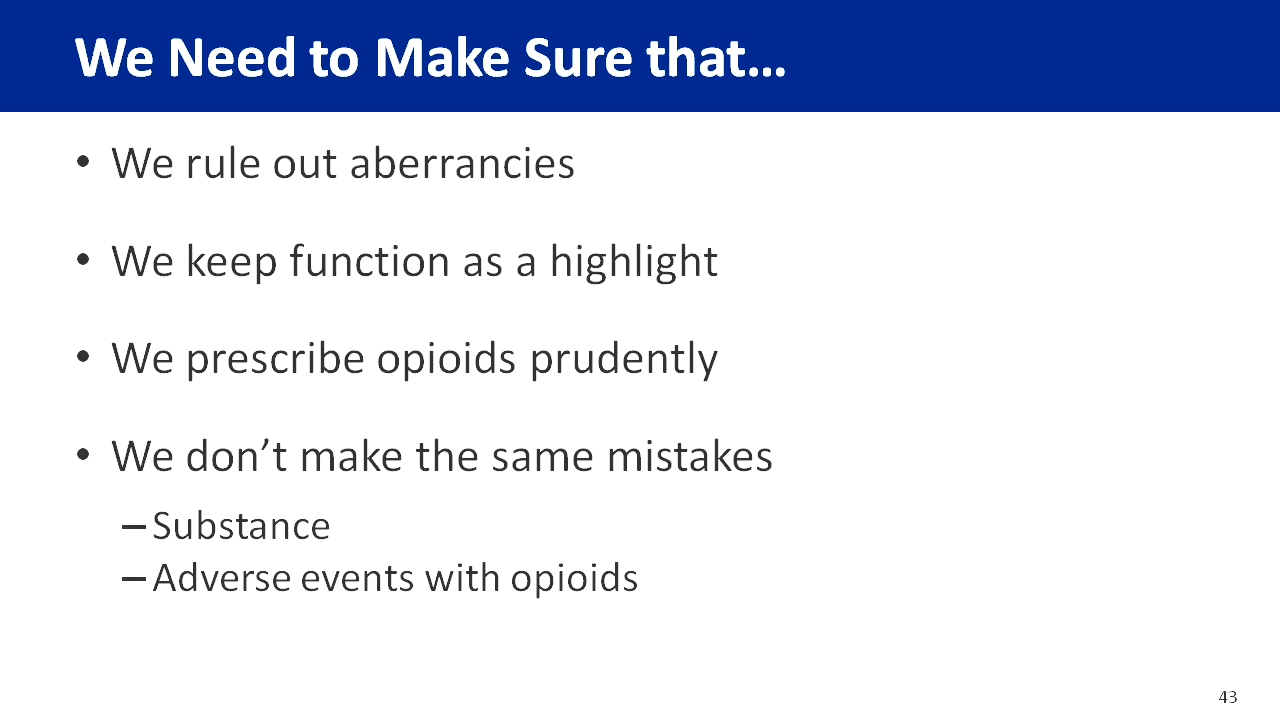 We Need to Make Sure that…
• We rule out aberrancies
• We keep function as a highlight
• We prescribe opioids prudently
• We don’t make the same mistakes
– Substance
– Adverse events with opioids
43